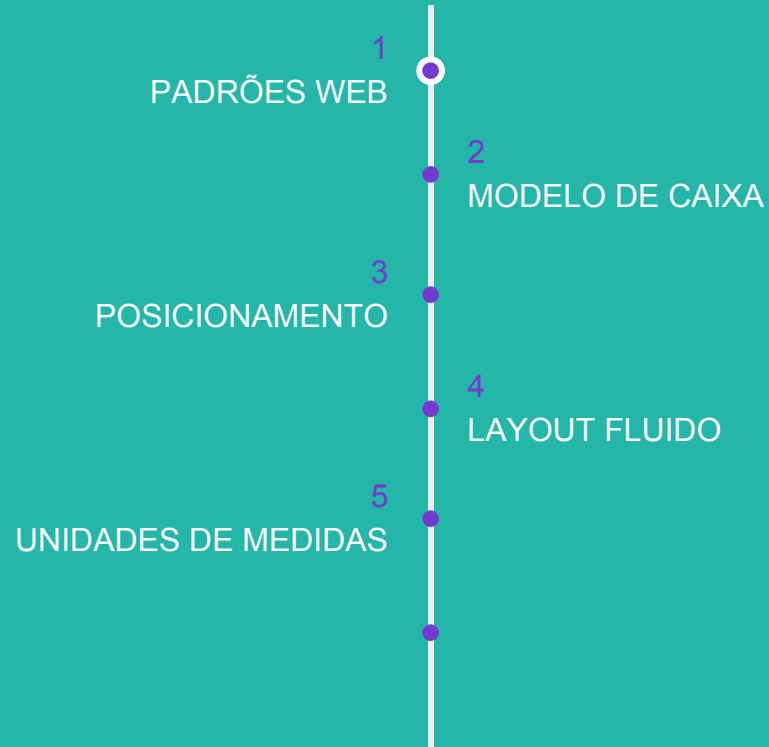 1
PADRÕES WEB
2
MODELO DE CAIXA
3
POSICIONAMENTO
4
LAYOUT FLUIDO
5
UNIDADES DE MEDIDAS